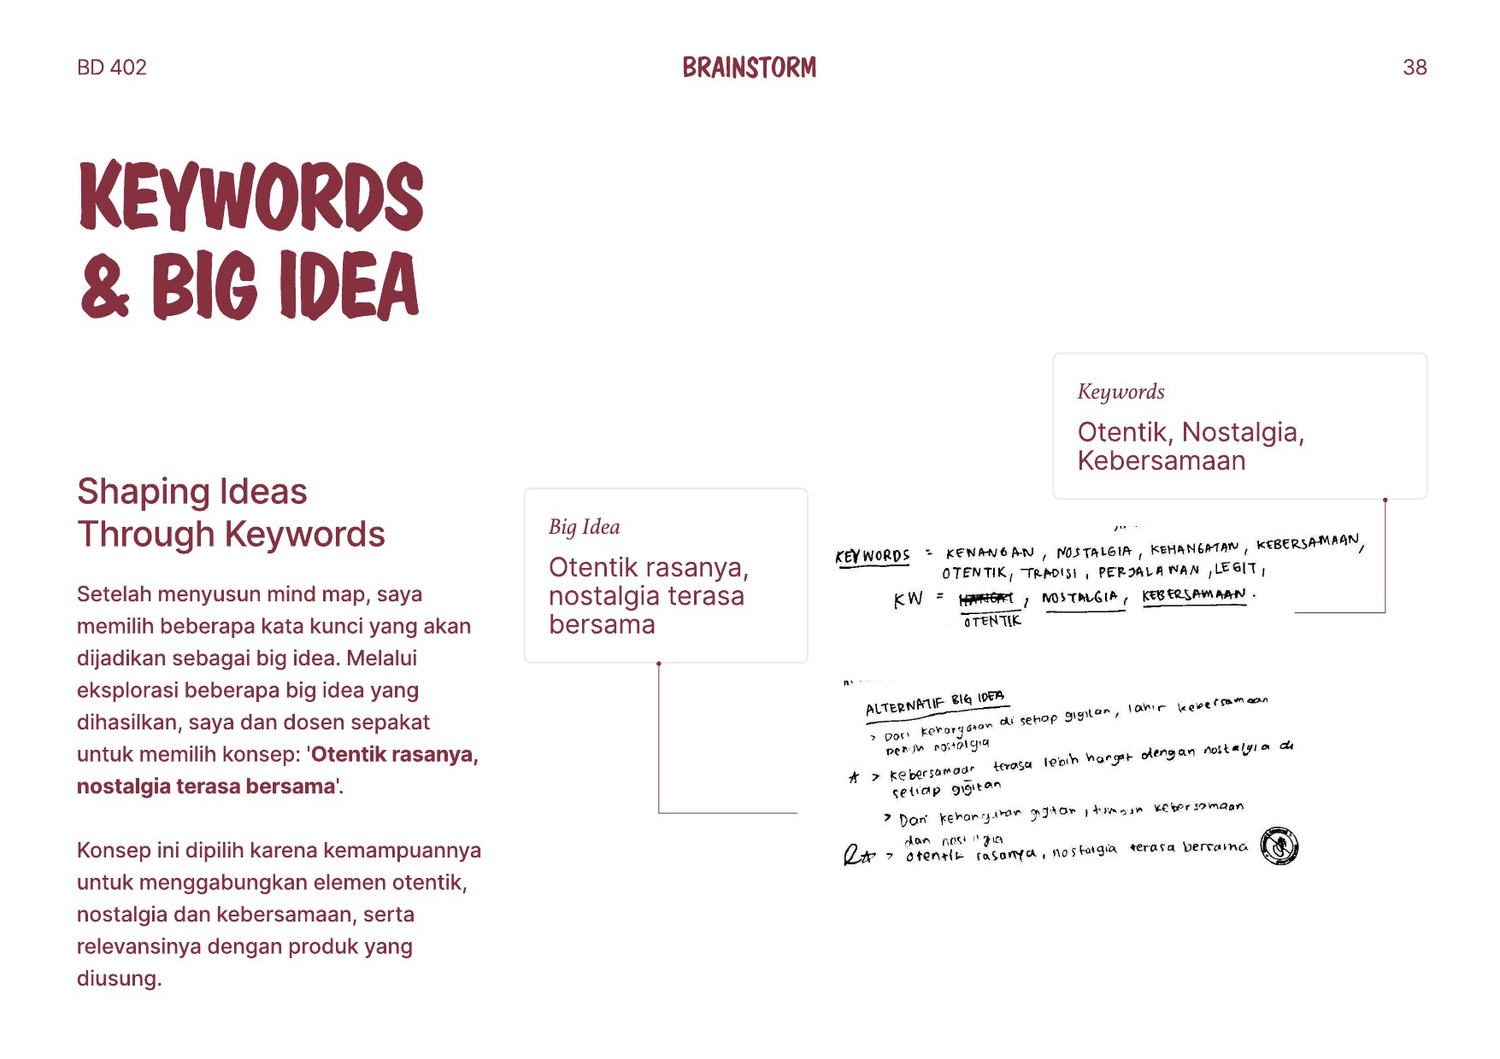 BD 402
BRAINSTORM
38
KEYWORDS
& BIG IDEA
Shaping Ideas
Through Keywords
Setelah menyusun mind map, saya
memilih beberapa kata kunci yang akan
dijadikan sebagai big idea. Melalui
eksplorasi beberapa big idea yang
dihasilkan, saya dan dosen sepakat
untuk memilih konsep: 'Otentik rasanya,
nostalgia terasa bersama'.
Konsep ini dipilih karena kemampuannya
untuk menggabungkan elemen otentik,
nostalgia dan kebersamaan, serta
relevansinya dengan produk yang
diusung.
Big Idea
Otentik rasanya,
nostalgia terasa
bersama
Keywords
Otentik, Nostalgia,
Kebersamaan
KEYWORDS = KENANGAN, NOSTALGIA, KEHANGATAN, KEBERSAMAAN,
OTENTIK, TRADISI, PERJALANAN, LEGIT,
KW = , NOSTALGIA, KEBERSAMAAN.
OTENTIK
ALTERNATIF BIG IDEA
> Dari kehangatan di setiap gigitan, lahir kebersamaan
penuh nostalgia
> Kebersamaan terasa lebih hangat dengan nostalgia di
setiap gigitan
> Dari kehangatan gigitan, kebersamaan
dan nostalgia
> Otentik rasanya, nostalgia terasa bersama